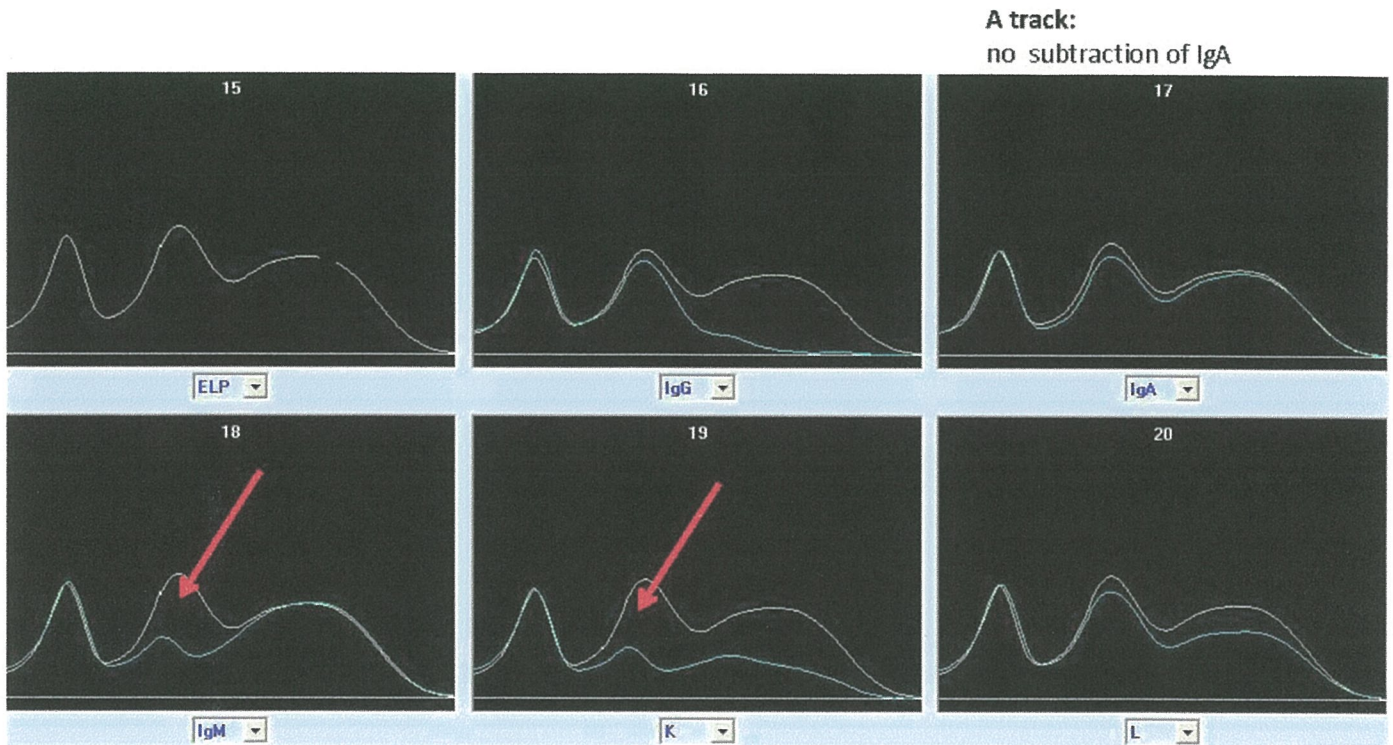 A track:
no subtraction of IgA
15
16
17
ELP
IgG
IgA
18
19
20
IgM
K
L